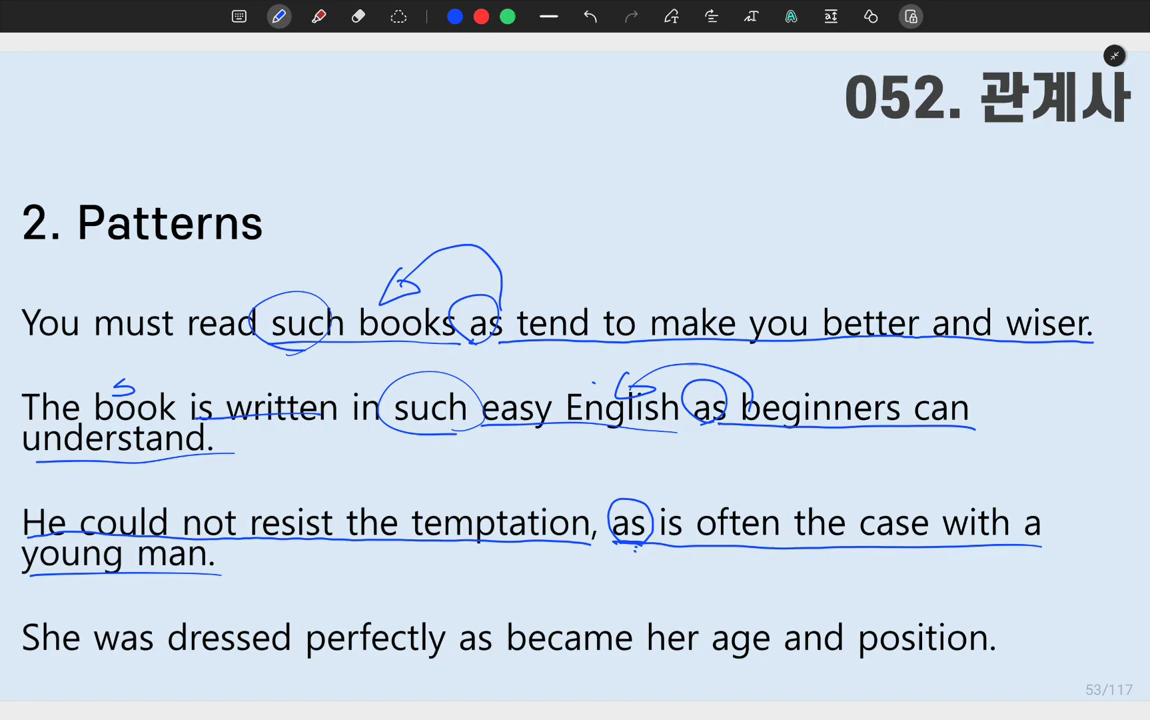 052. 관계사
2. Patterns
You must read such books as tend to make you better and wiser.
s
The book is written in such easy English as beginners can
understand.
He could not resist the temptation, as is often the case with a
young man.
She was dressed perfectly as became her age and position.
53/117